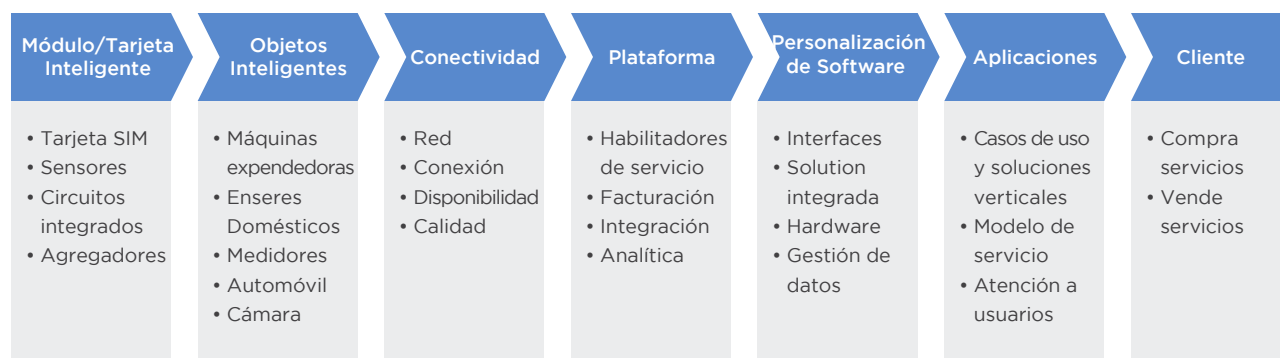 Módulo/Tarjeta
Inteligente
• Tarjeta SIM
• Sensores
• Circuitos
integrados
• Agregadores
Objetos
Inteligentes
• Máquinas
expendedoras
• Enseres
Domésticos
• Medidores
• Automóvil
• Cámara
Conectividad
• Red
• Conexión
• Disponibilidad
• Calidad
Plataforma
• Habilitadores
de servicio
• Facturación
• Integración
• Analítica
Personalización
de Software
• Interfaces
• Solution
integrada
• Hardware
• Gestión de
datos
Aplicaciones
• Casos de uso
y soluciones
verticales
• Modelo de
servicio
• Atención a
usuarios
Cliente
• Compra
servicios
• Vende
servicios